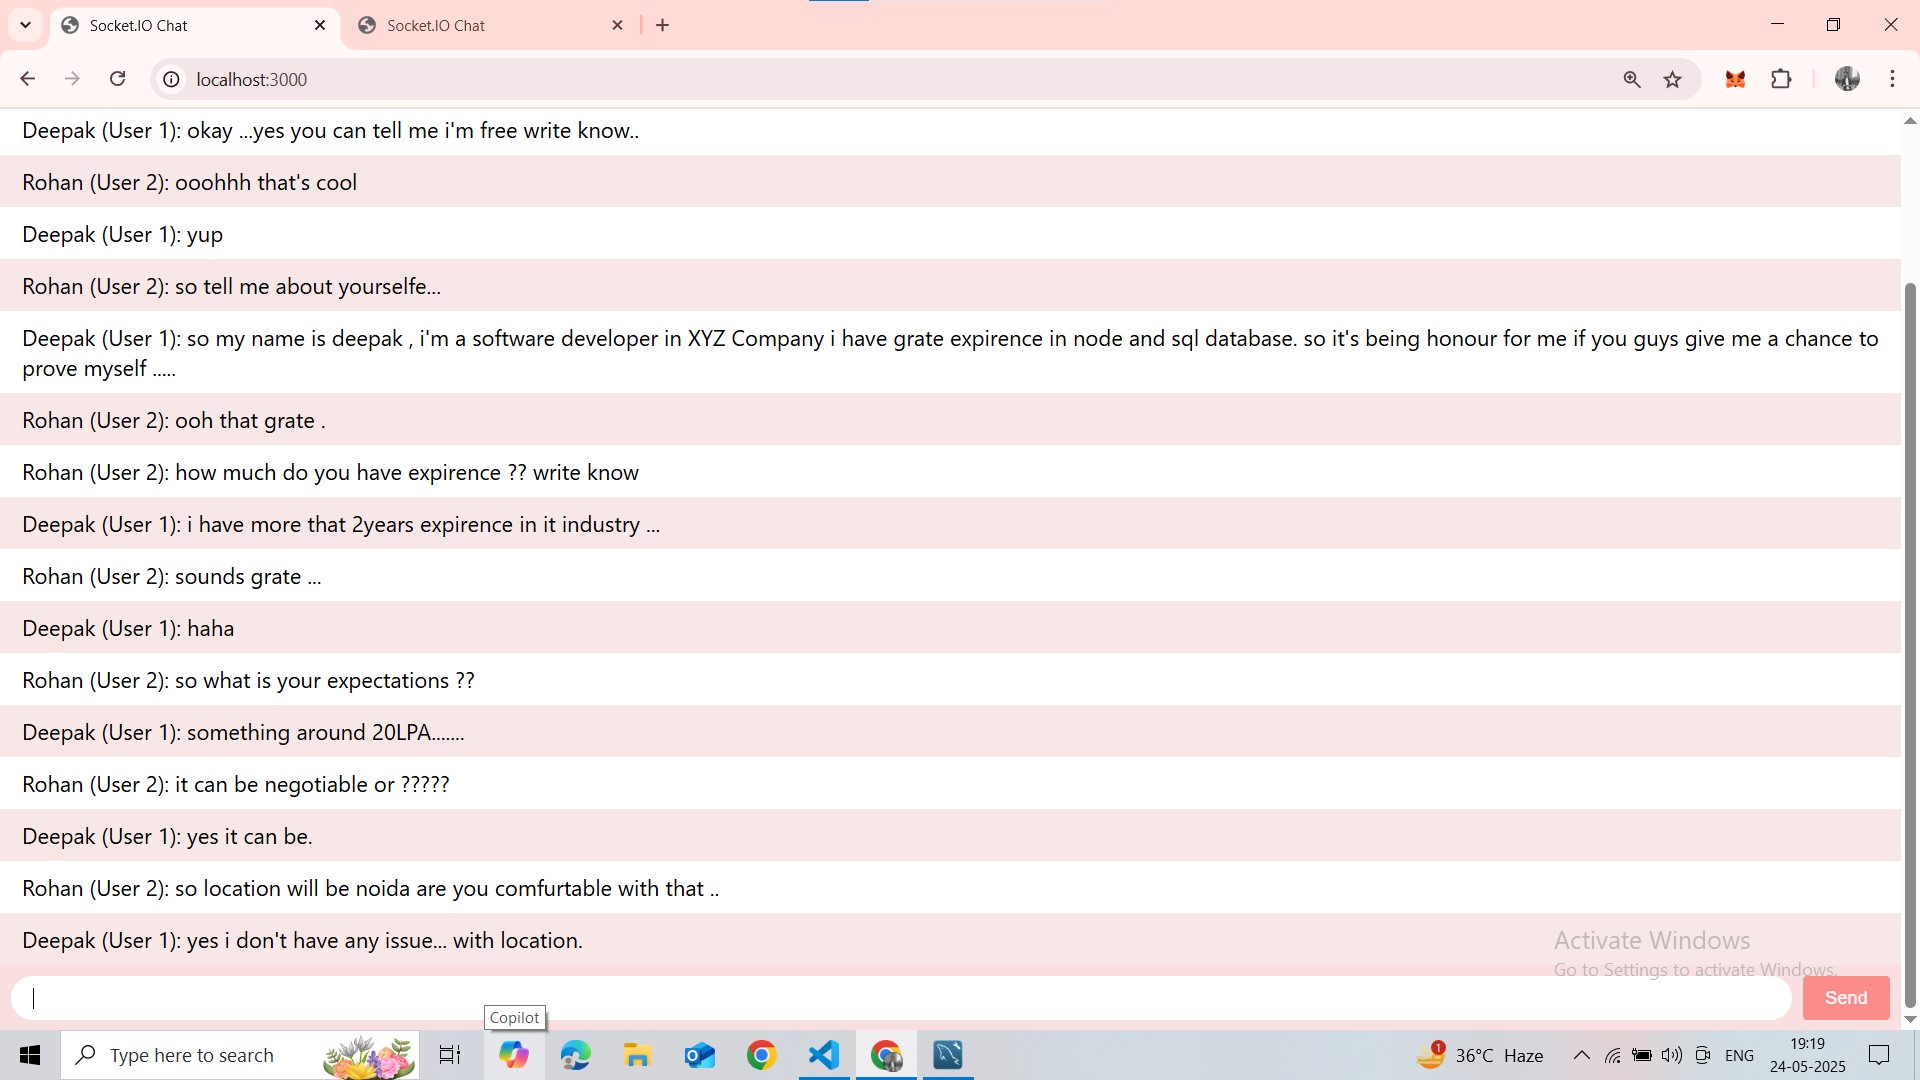 Socket.IO Chat
Socket.IO Chat
localhost:3000
Deepak (User 1): okay ...yes you can tell me i'm free write know..
Rohan (User 2): ooohhh that's cool
Deepak (User 1): yup
Rohan (User 2): so tell me about yourselfe...
Deepak (User 1): so my name is deepak , i'm a software developer in XYZ Company i have grate expirence in node and sql database. so it's being honour for me if you guys give me a chance to
prove myself .....
Rohan (User 2): ooh that grate .
Rohan (User 2): how much do you have expirence ?? write know
Deepak (User 1): i have more that 2years expirence in it industry ...
Rohan (User 2): sounds grate ...
Deepak (User 1): haha
Rohan (User 2): so what is your expectations ??
Deepak (User 1): something around 20LPA.......
Rohan (User 2): it can be negotiable or ?????
Deepak (User 1): yes it can be.
Rohan (User 2): so location will be noida are you comfurtable with that ..
Deepak (User 1): yes i don't have any issue... with location.
Activate Windows
Go to Settings to activate Windows.
Send
Copilot
Type here to search
1
36°C Haze
ENG
19:19
24-05-2025